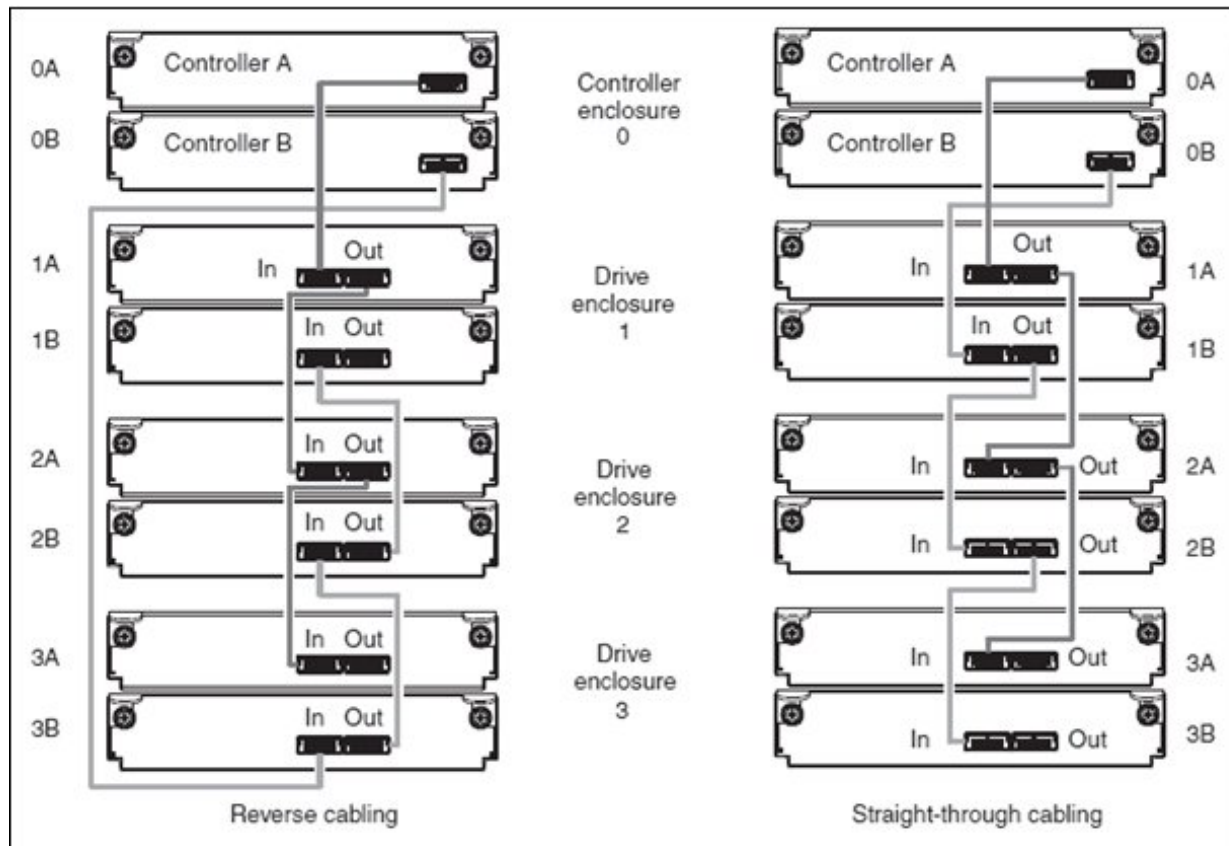 0A
Controller A
0B
Controller B
1A
In
Out
1B
In Out
2A
In Out
2B
In Out
3A
In Out
3B
In Out
Reverse cabling
Controller
enclosure
0
Drive
enclosure
1
Drive
enclosure
2
Drive
enclosure
3
Controller A
0A
Controller B
0B
Out
In
1A
In Out
1B
In
Out
2A
In
Out
2B
In
Out
3A
In
Out
3B
Straight-through cabling